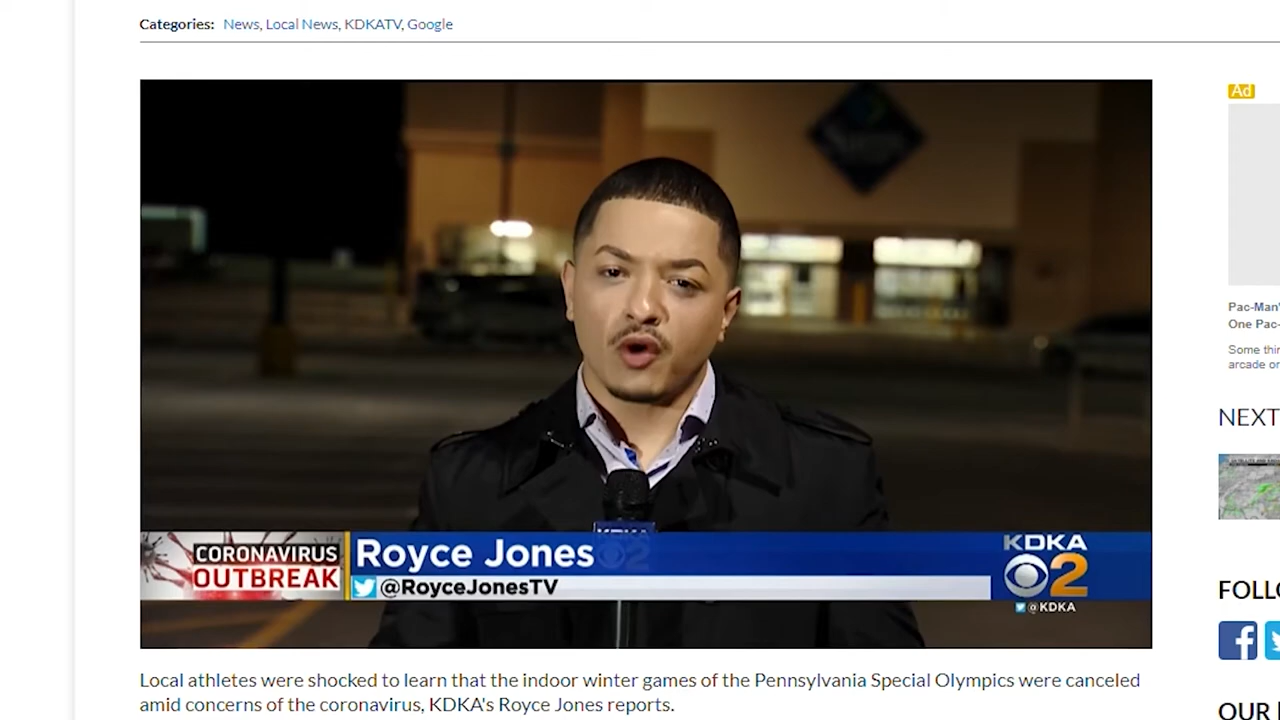 Categories: News, Local News, KDKATV, Google
Ad
CORONAVIRUS
OUTBREAK
Royce Jones
@RoyceJonesTV
KDKA
2
@KDKA
KDKA
Pac-Man'
One Pac-
Some thin
arcade or
NEXT
FOLLO
OUR
Local athletes were shocked to learn that the indoor winter games of the Pennsylvania Special Olympics were canceled
amid concerns of the coronavirus, KDKA's Royce Jones reports.